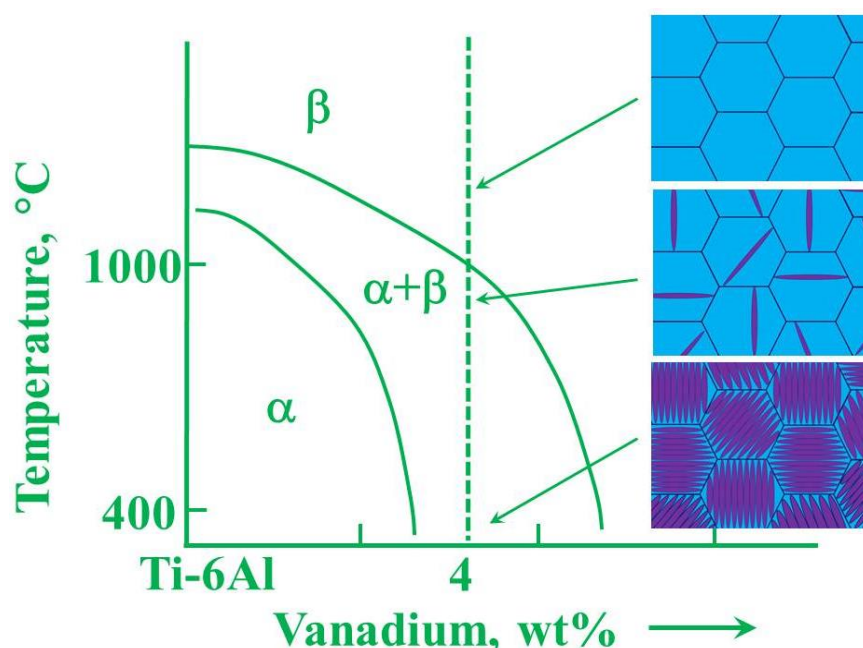 β
Temperature, °C
1000
α+β
α
400
Ti-6Al
4
Vanadium, wt%